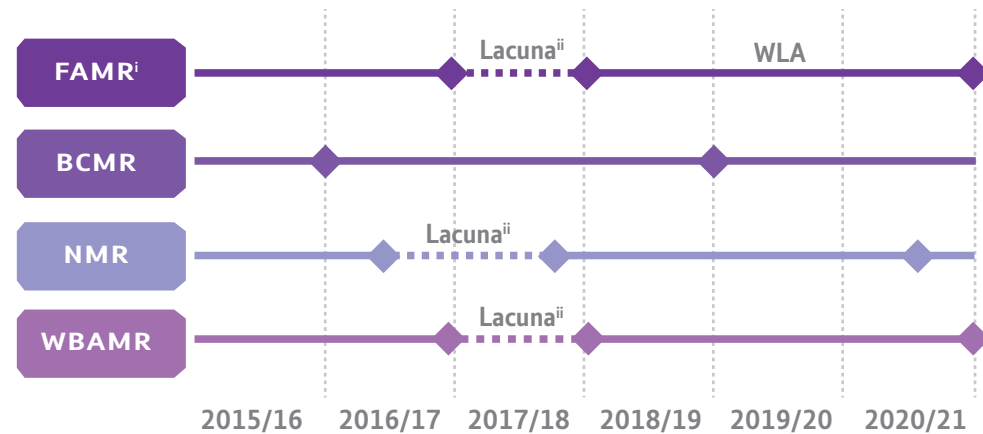 Lacunaⁱⁱ
FAMRⁱ
WLA
BCMR
Lacunaⁱⁱ
NMR
Lacunaⁱⁱ
WBAMR
2015/16 2016/17 2017/18 2018/19 2019/20 2020/21